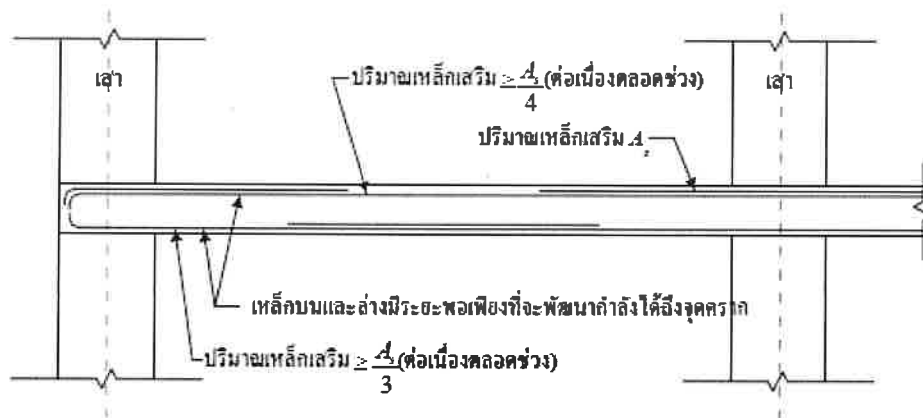 เสา
เสา
ปริมาณเหล็กเสริม ≥ A_s/4 (ต่อเนื่องตลอดช่วง)
ปริมาณเหล็กเสริม A_s
เหล็กบนและล่างมีระยะพอเพียงที่จะพัฒนากำลังได้ถึงจุดคราก
ปริมาณเหล็กเสริม ≥ A_s/3 (ต่อเนื่องตลอดช่วง)